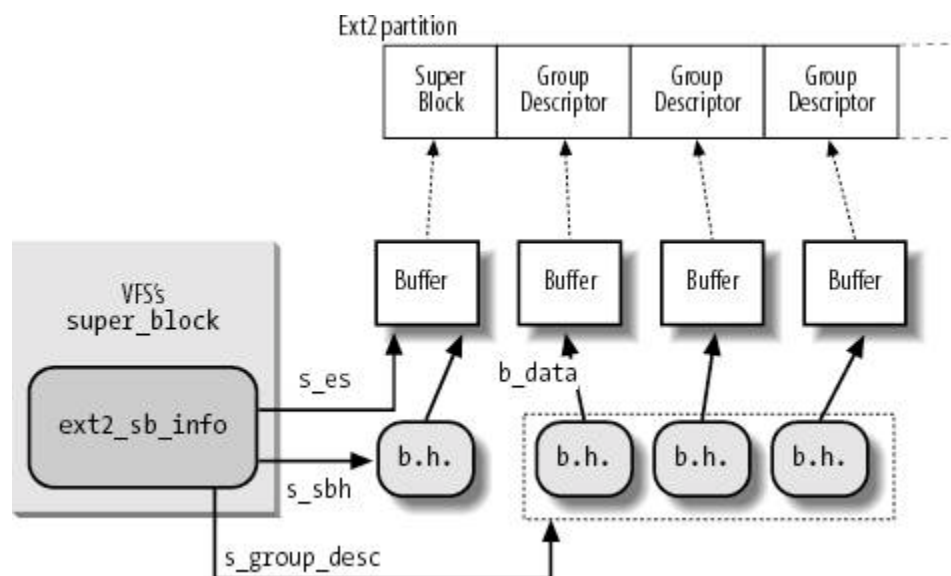 Ext2 partition
Super
Block
Group
Descriptor
Group
Descriptor
Group
Descriptor
Buffer
Buffer
Buffer
Buffer
VFS's
super_block
s_es
b_data
ext2_sb_info
b.h.
b.h.
b.h.
b.h.
s_sbh
s_group_desc